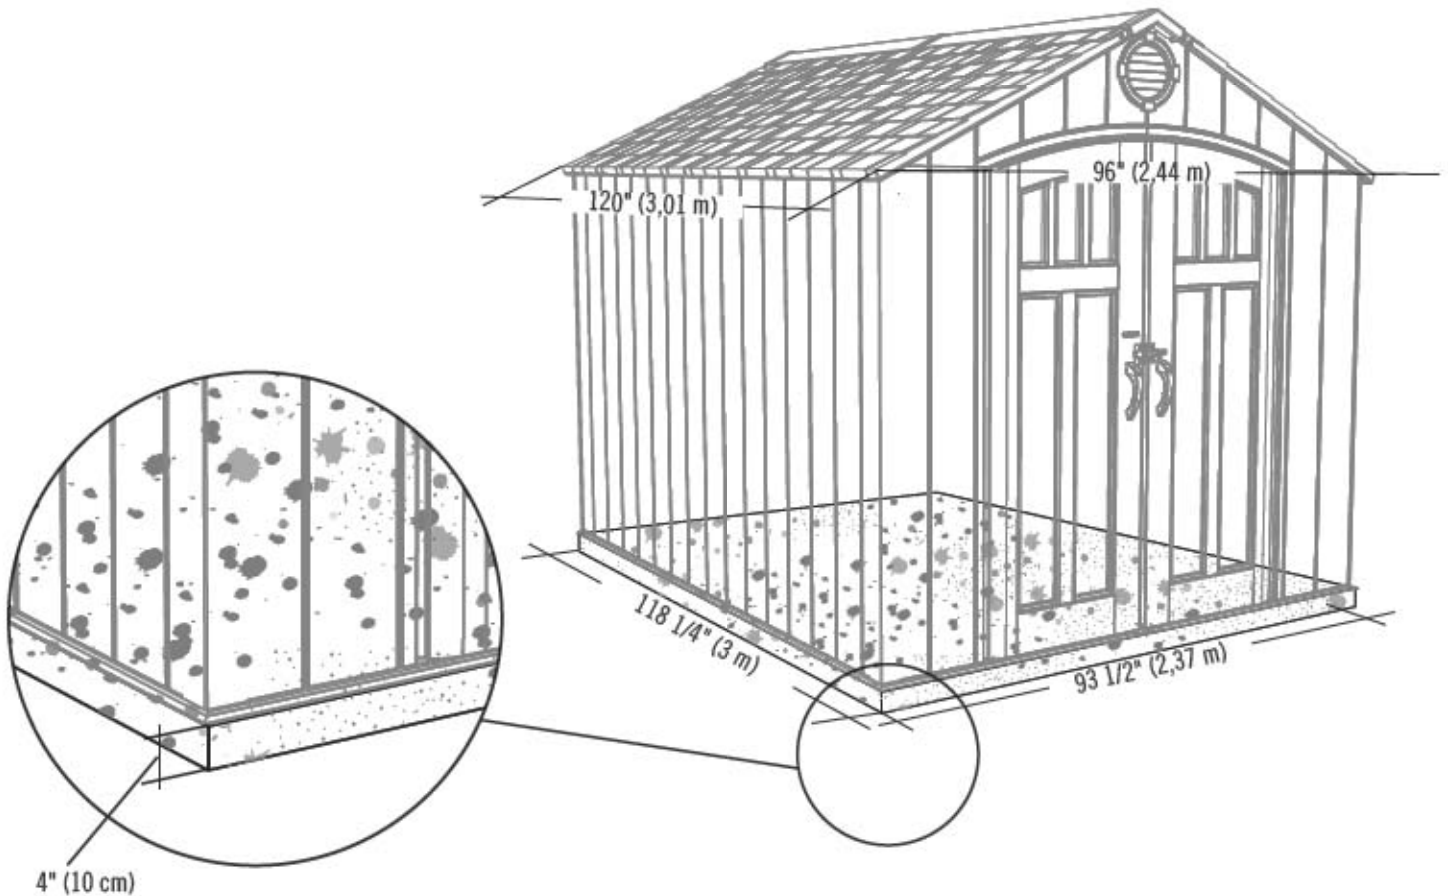 96" (2,44 m)
120" (3,01 m)
118 1/4" (3 m)
93 1/2" (2,37 m)
4" (10 cm)